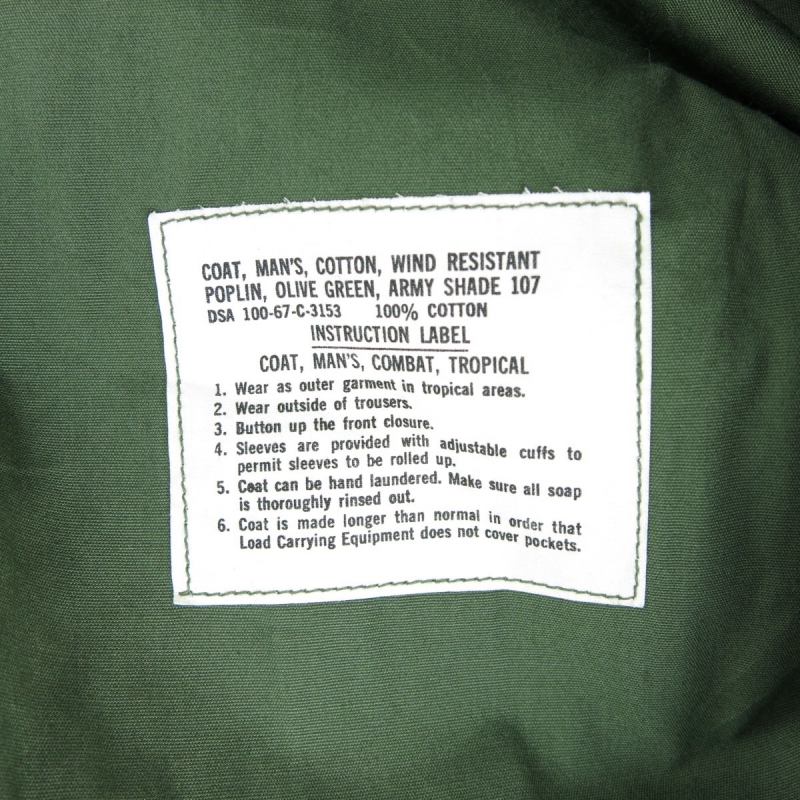 COAT, MAN'S, COTTON, WIND RESISTANT
POPLIN, OLIVE GREEN, ARMY SHADE 107
DSA 100-67-C-3153 100% COTTON
INSTRUCTION LABEL
COAT, MAN'S, COMBAT, TROPICAL
1. Wear as outer garment in tropical areas.
2. Wear outside of trousers.
3. Button up the front closure.
4. Sleeves are provided with adjustable cuffs to
permit sleeves to be rolled up.
5. Coat can be hand laundered. Make sure all soap
is thoroughly rinsed out.
6. Coat is made longer than normal in order that
Load Carrying Equipment does not cover pockets.